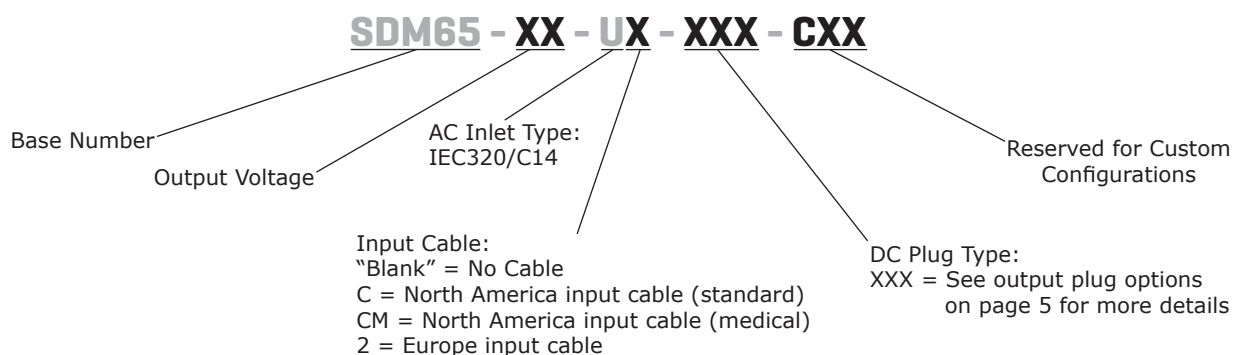 SDM65 - XX - UX - XXX - CXX
Base Number
Output Voltage
AC Inlet Type:
IEC320/C14
Input Cable:
“Blank” = No Cable
C = North America input cable (standard)
CM = North America input cable (medical)
2 = Europe input cable
DC Plug Type:
XXX = See output plug options
on page 5 for more details
Reserved for Custom
Configurations